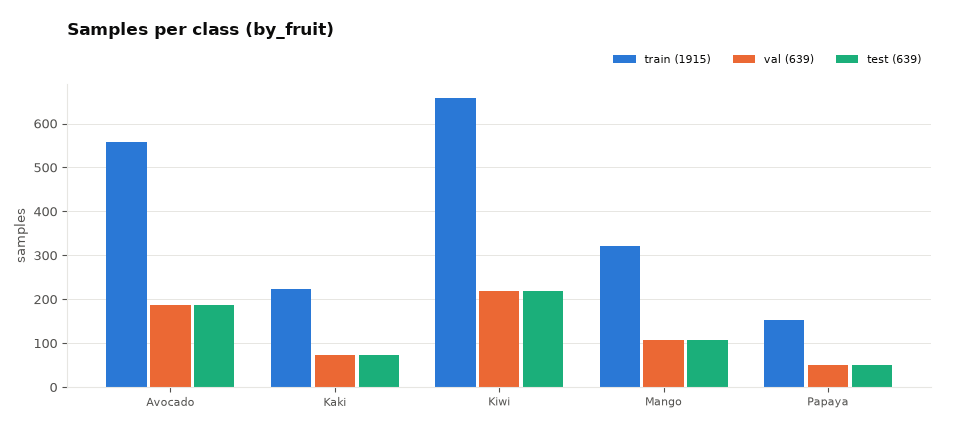 Samples per class (by_fruit)
train (1915) val (639) test (639)
samples
600
500
400
300
200
100
0
Avocado Kaki Kiwi Mango Papaya